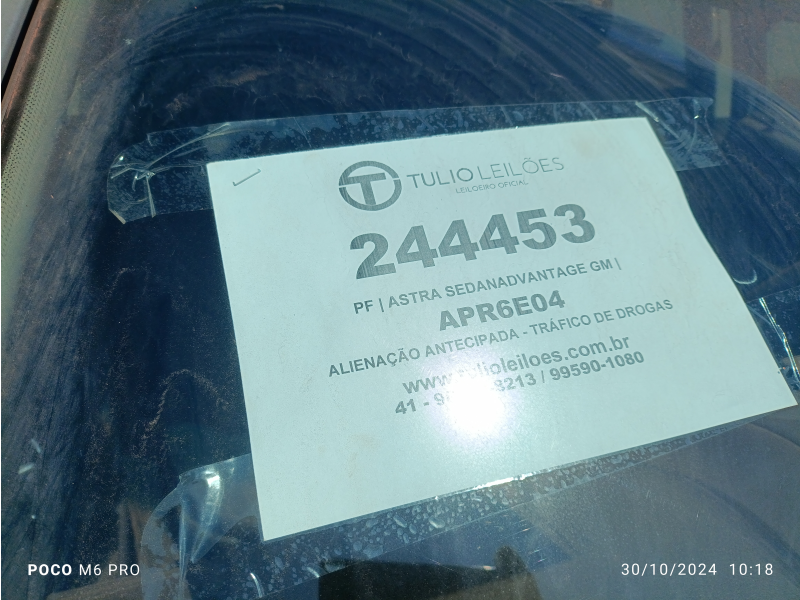 TULIO LEILÕES
LEILOEIRO OFICIAL
244453
PF | ASTRA SEDANADVANTAGE GM |
APR6E04
ALIENAÇÃO ANTECIPADA - TRÁFICO DE DROGAS
www.tulioleiloes.com.br
41 - 8213 / 99590-1080
POCO M6 PRO
30/10/2024 10:18